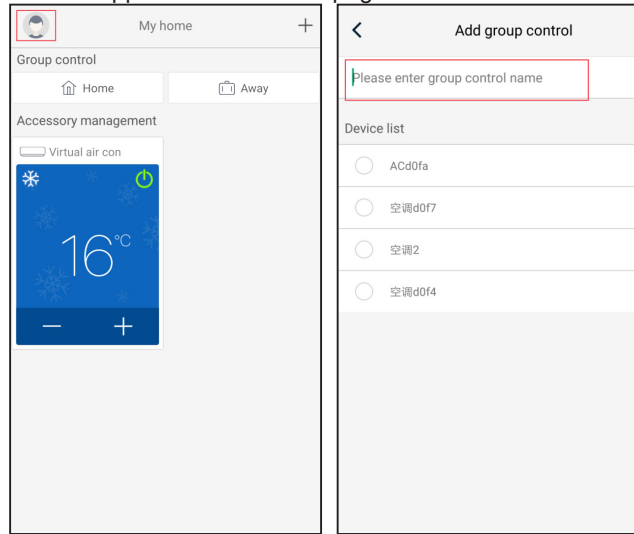 My home
+
Group control
Home
Away
Accessory management
Virtual air con
16°C
— +
Add group control
Please enter group control name
Device list
ACd0fa
空调d0f7
空调2
空调d0f4